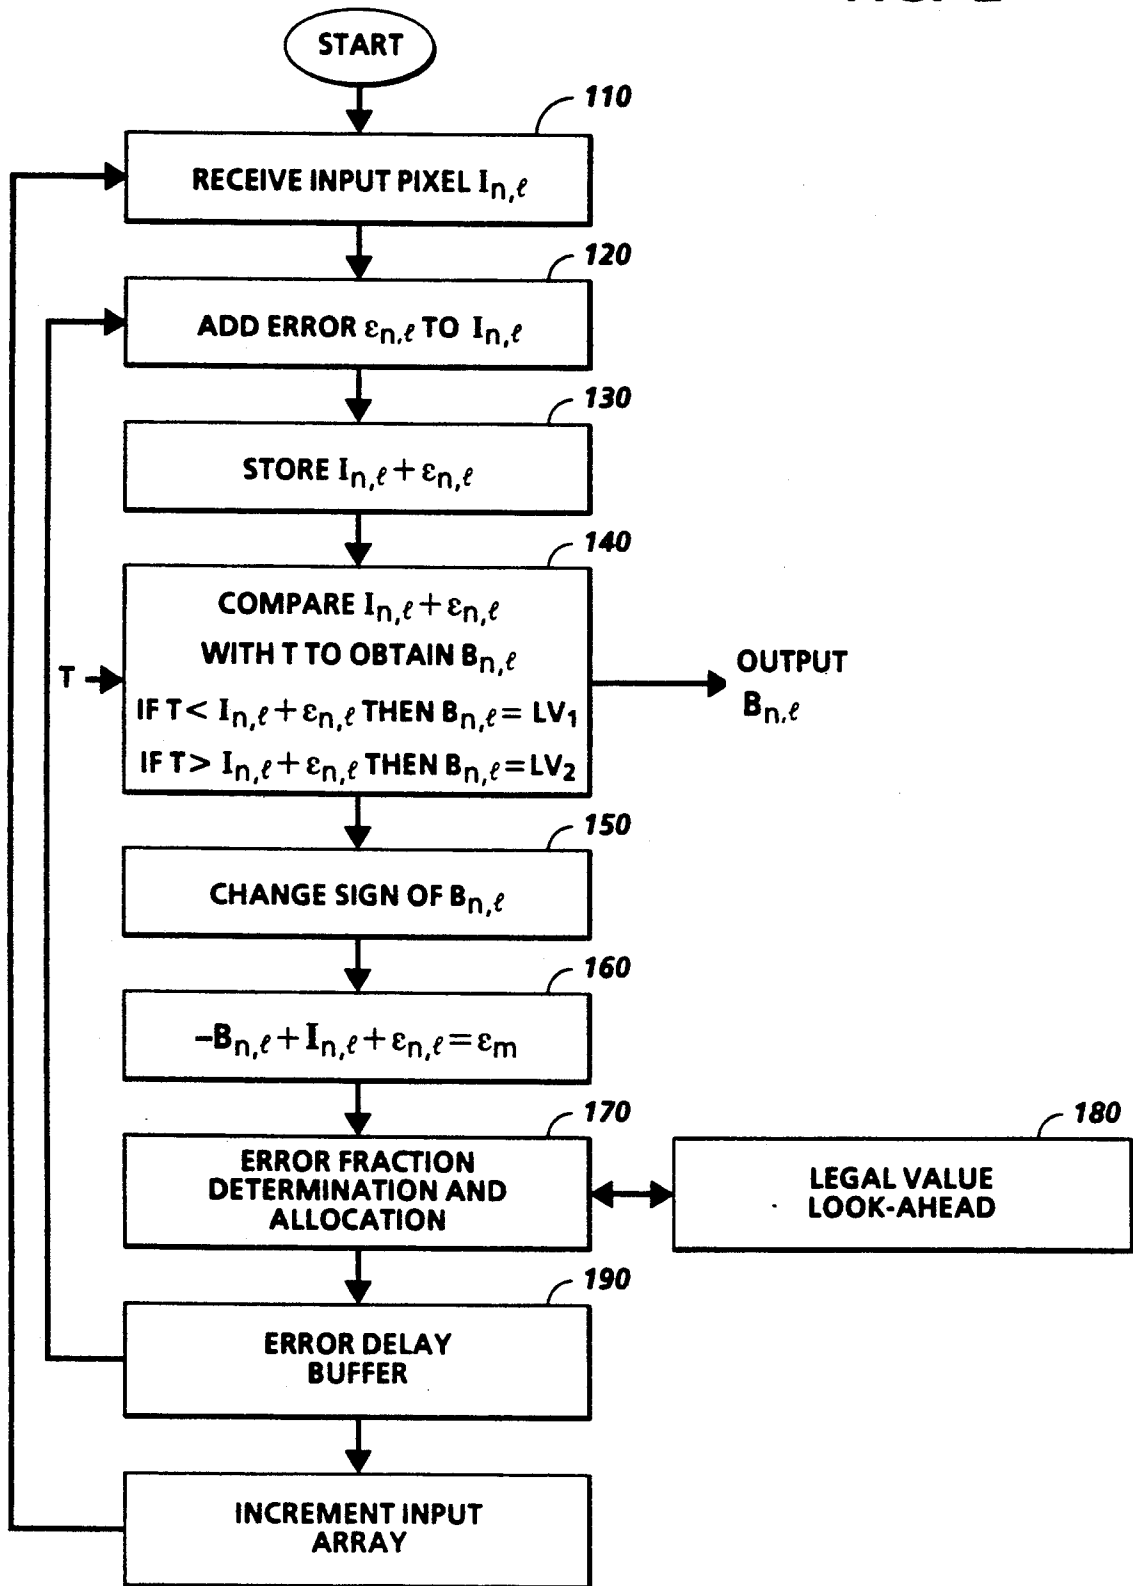 START
110
RECEIVE INPUT PIXEL Iₙ,ℓ
120
ADD ERROR εₙ,ℓ TO Iₙ,ℓ
130
STORE Iₙ,ℓ + εₙ,ℓ
140
COMPARE Iₙ,ℓ + εₙ,ℓ
WITH T TO OBTAIN Bₙ,ℓ
IF T < Iₙ,ℓ + εₙ,ℓ THEN Bₙ,ℓ = LV₁
IF T > Iₙ,ℓ + εₙ,ℓ THEN Bₙ,ℓ = LV₂
T
OUTPUT
Bₙ,ℓ
150
CHANGE SIGN OF Bₙ,ℓ
160
–Bₙ,ℓ + Iₙ,ℓ + εₙ,ℓ = εₘ
170
ERROR FRACTION
DETERMINATION AND
ALLOCATION
180
LEGAL VALUE
LOOK-AHEAD
190
ERROR DELAY
BUFFER
INCREMENT INPUT
ARRAY